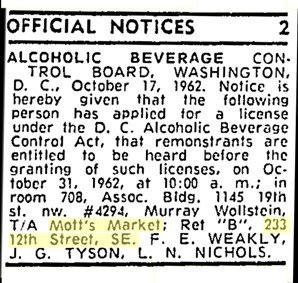 OFFICIAL NOTICES 2
ALCOHOLIC BEVERAGE CON-
TROL BOARD, WASHINGTON,
D. C., October 17, 1962. Notice is
hereby given that the following
person has applied for a license
under the D. C. Alcoholic Beverage
Control Act, that remonstrants are
entitled to be heard before the
granting of such licenses, on Oc-
tober 31, 1962, at 10:00 a. m.; in
room 708, Assoc. Bldg. 1145 19th
st. nw. #4294, Murray Wollstein,
T/A Mott's Market; Ret "B", 233
12th Street, SE. F. E. WEAKLY,
J. G. TYSON, L. N. NICHOLS.